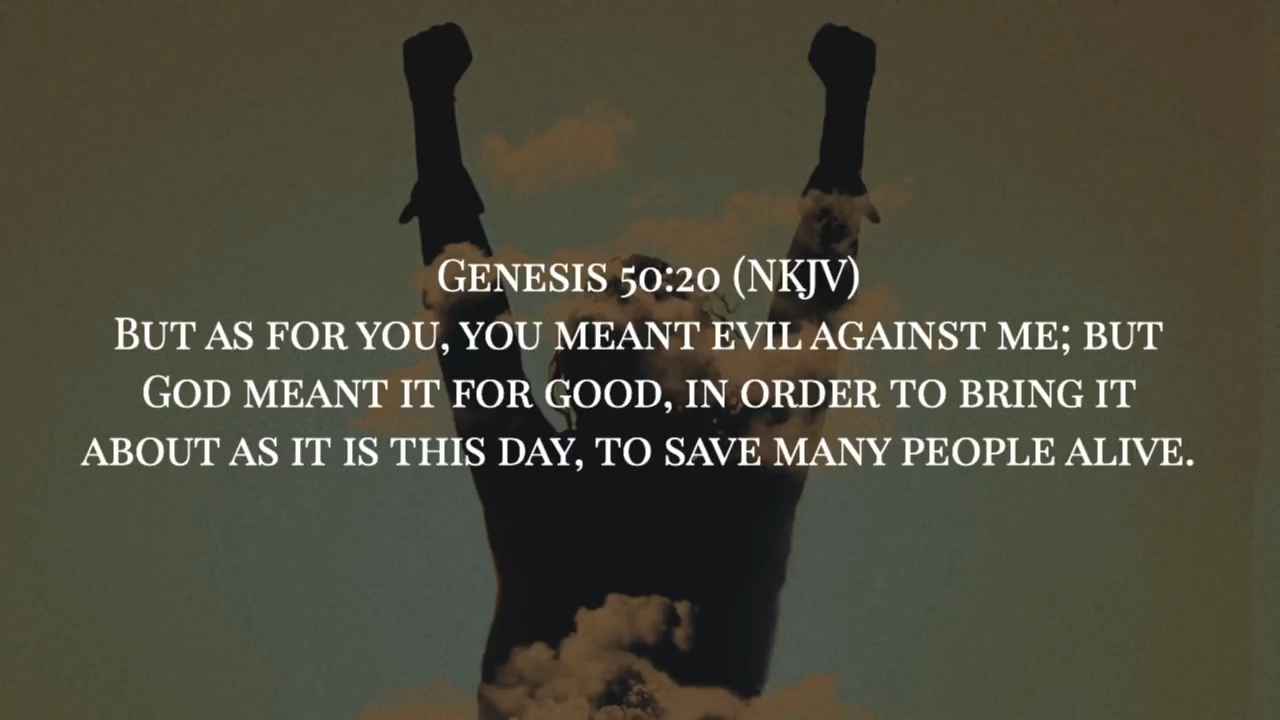 Genesis 50:20 (NKJV)
But as for you, you meant evil against me; but
God meant it for good, in order to bring it
about as it is this day, to save many people alive.